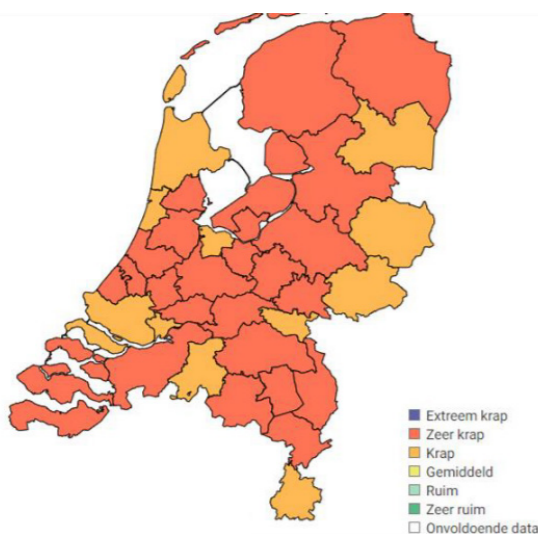 Extreem krap
Zeer krap
Krap
Gemiddeld
Ruim
Zeer ruim
Onvoldoende data